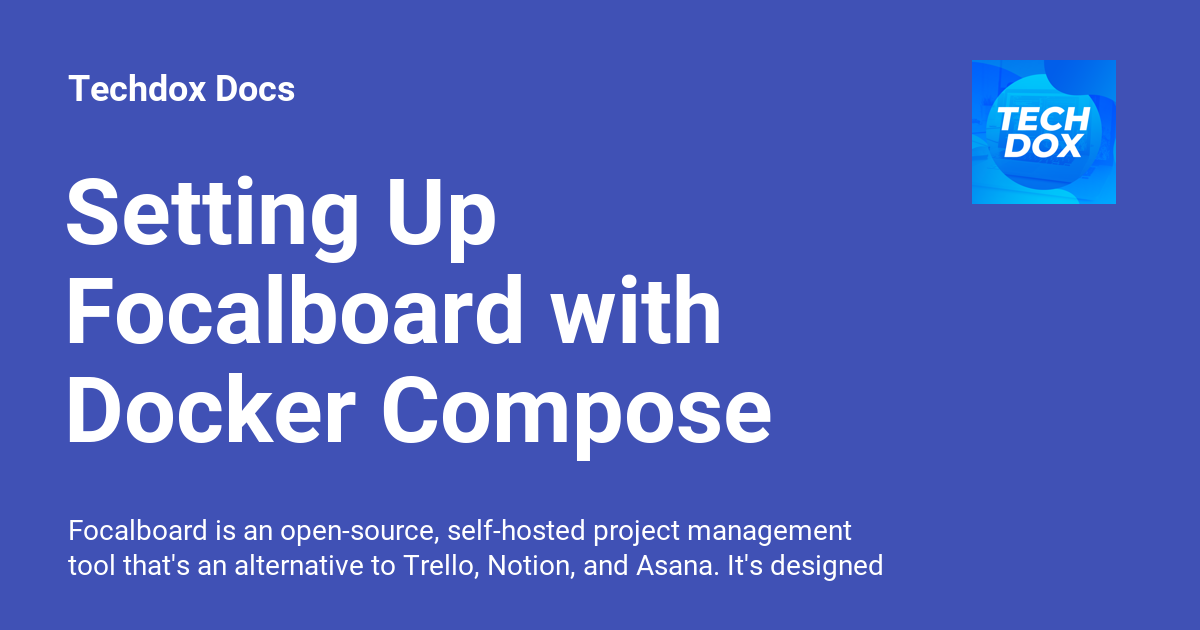 Techdox Docs
TECH
DOX
Setting Up
Focalboard with
Docker Compose
Focalboard is an open-source, self-hosted project management
tool that's an alternative to Trello, Notion, and Asana. It's designed